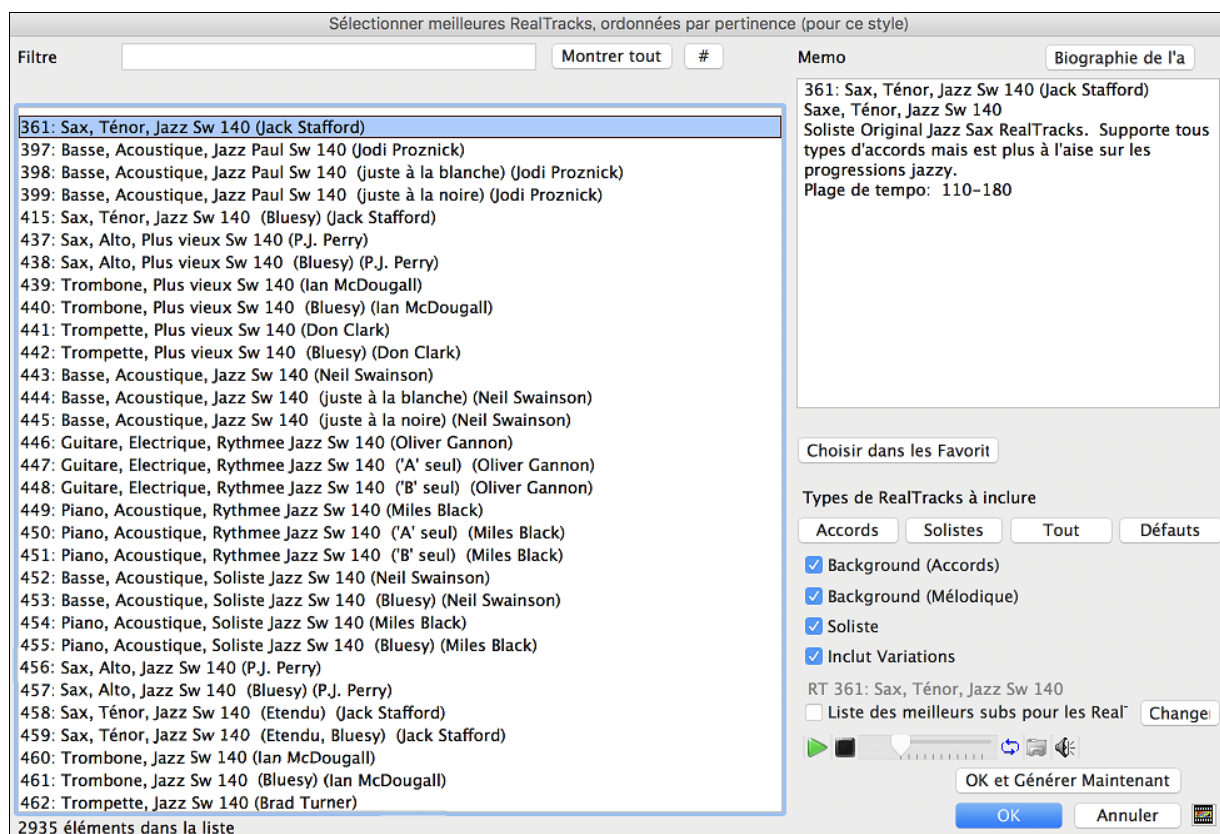 Sélectionner meilleures RealTracks, ordonnées par pertinence (pour ce style)
Filtre
Montrer tout
#
Memo
Biographie de l'a
361: Sax, Ténor, Jazz Sw 140 (Jack Stafford)
397: Basse, Acoustique, Jazz Paul Sw 140 (Jodi Proznick)
398: Basse, Acoustique, Jazz Paul Sw 140  (juste à la blanche) (Jodi Proznick)
399: Basse, Acoustique, Jazz Paul Sw 140  (juste à la noire) (Jodi Proznick)
415: Sax, Ténor, Jazz Sw 140  (Bluesy) (Jack Stafford)
437: Sax, Alto, Plus vieux Sw 140 (P.J. Perry)
438: Sax, Alto, Plus vieux Sw 140  (Bluesy) (P.J. Perry)
439: Trombone, Plus vieux Sw 140 (Ian McDougall)
440: Trombone, Plus vieux Sw 140  (Bluesy) (Ian McDougall)
441: Trompette, Plus vieux Sw 140 (Don Clark)
442: Trompette, Plus vieux Sw 140  (Bluesy) (Don Clark)
443: Basse, Acoustique, Jazz Sw 140 (Neil Swainson)
444: Basse, Acoustique, Jazz Sw 140  (juste à la blanche) (Neil Swainson)
445: Basse, Acoustique, Jazz Sw 140  (juste à la noire) (Neil Swainson)
446: Guitare, Electrique, Rythmee Jazz Sw 140 (Oliver Gannon)
447: Guitare, Electrique, Rythmee Jazz Sw 140  ('A' seul)  (Oliver Gannon)
448: Guitare, Electrique, Rythmee Jazz Sw 140  ('B' seul)  (Oliver Gannon)
449: Piano, Acoustique, Rythmee Jazz Sw 140 (Miles Black)
450: Piano, Acoustique, Rythmee Jazz Sw 140  ('A' seul)  (Miles Black)
451: Piano, Acoustique, Rythmee Jazz Sw 140  ('B' seul)  (Miles Black)
452: Basse, Acoustique, Soliste Jazz Sw 140 (Neil Swainson)
453: Basse, Acoustique, Soliste Jazz Sw 140  (Bluesy) (Neil Swainson)
454: Piano, Acoustique, Soliste Jazz Sw 140 (Miles Black)
455: Piano, Acoustique, Soliste Jazz Sw 140  (Bluesy) (Miles Black)
456: Sax, Alto, Jazz Sw 140 (P.J. Perry)
457: Sax, Alto, Jazz Sw 140  (Bluesy) (P.J. Perry)
458: Sax, Ténor, Jazz Sw 140  (Etendu)  (Jack Stafford)
459: Sax, Ténor, Jazz Sw 140  (Etendu, Bluesy)  (Jack Stafford)
460: Trombone, Jazz Sw 140 (Ian McDougall)
461: Trombone, Jazz Sw 140  (Bluesy) (Ian McDougall)
462: Trompette, Jazz Sw 140 (Brad Turner)
2935 éléments dans la liste
361: Sax, Ténor, Jazz Sw 140 (Jack Stafford)
Saxe, Ténor, Jazz Sw 140
Soliste Original Jazz Sax RealTracks.  Supporte tous
types d'accords mais est plus à l'aise sur les
progressions jazzy.
Plage de tempo:  110-180
Choisir dans les Favorit
Types de RealTracks à inclure
Accords
Solistes
Tout
Défauts
Background (Accords)
Background (Mélodique)
Soliste
Inclut Variations
RT 361: Sax, Ténor, Jazz Sw 140
Liste des meilleurs subs pour les Real
Changer
OK et Générer Maintenant
OK
Annuler